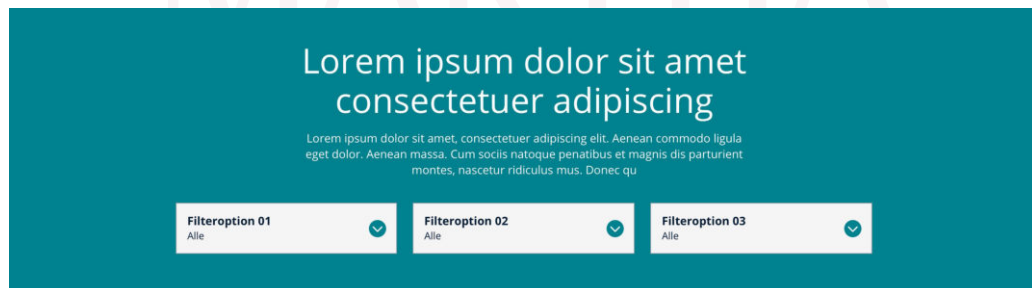 Lorem ipsum dolor sit amet
consectetuer adipiscing
Lorem ipsum dolor sit amet, consectetuer adipiscing elit. Aenean commodo ligula
eget dolor. Aenean massa. Cum sociis natoque penatibus et magnis dis parturient
montes, nascetur ridiculus mus. Donec qu
Filteroption 01
Alle
Filteroption 02
Alle
Filteroption 03
Alle